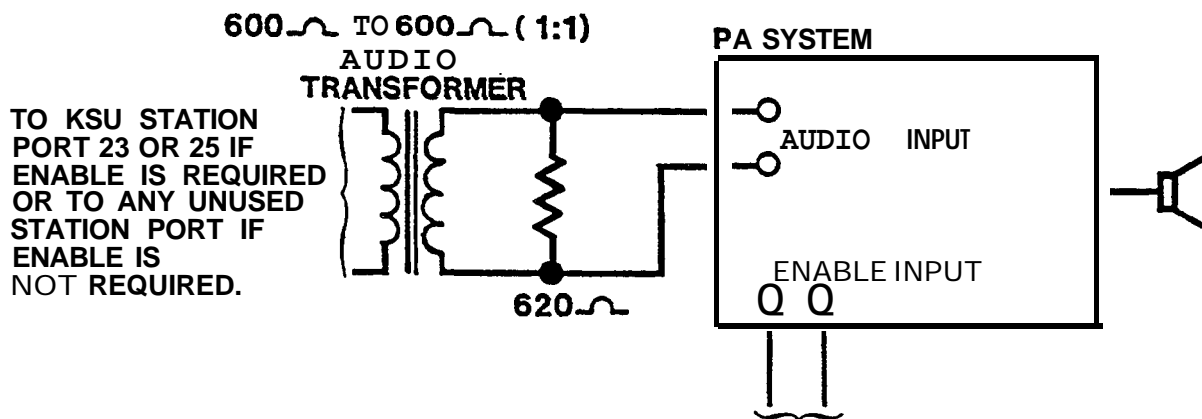 600Ω TO 600Ω (1:1)
AUDIO
TRANSFORMER
TO KSU STATION
PORT 23 OR 25 IF
ENABLE IS REQUIRED
OR TO ANY UNUSED
STATION PORT IF
ENABLE IS
NOT REQUIRED.
620Ω
PA SYSTEM
AUDIO INPUT
ENABLE INPUT
Q Q